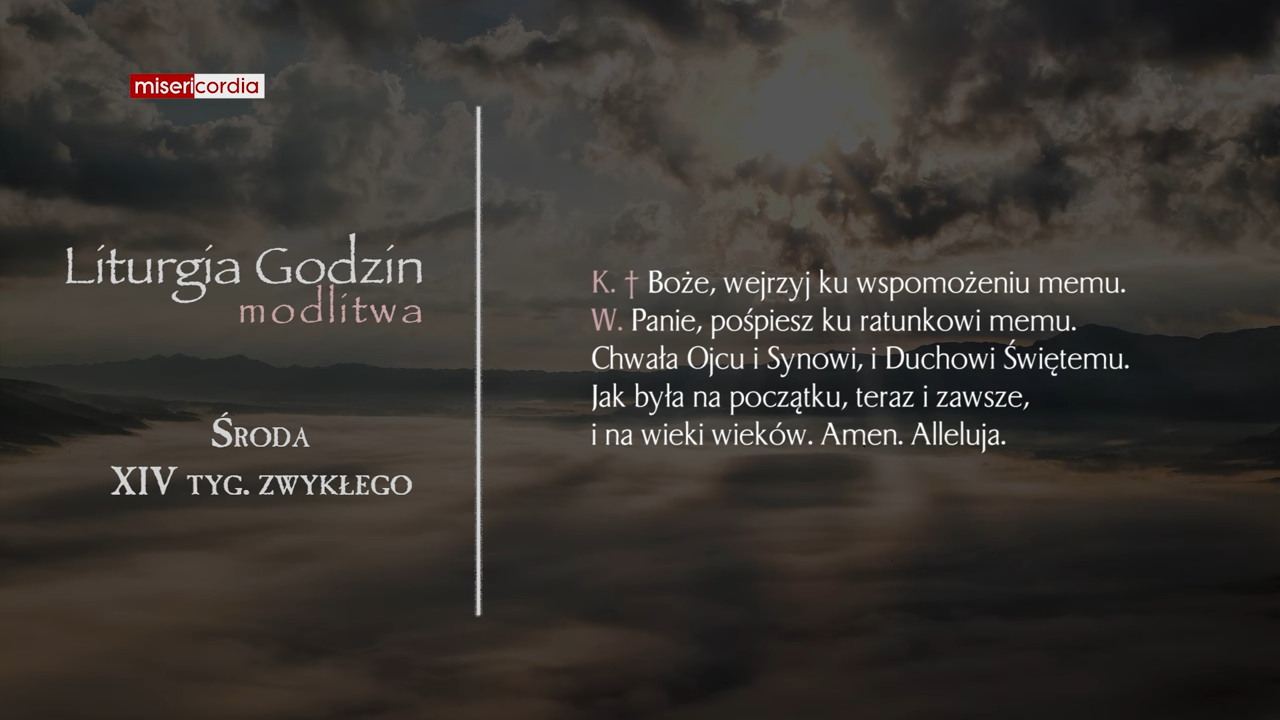 misericordia
Liturgia Godzin
modlitwa
Środa
XIV tyg. zwykłego
K. † Boże, wejrzyj ku wspomożeniu memu.
W. Panie, pośpiesz ku ratunkowi memu.
Chwała Ojcu i Synowi, i Duchowi Świętemu.
Jak była na początku, teraz i zawsze,
i na wieki wieków. Amen. Alleluja.